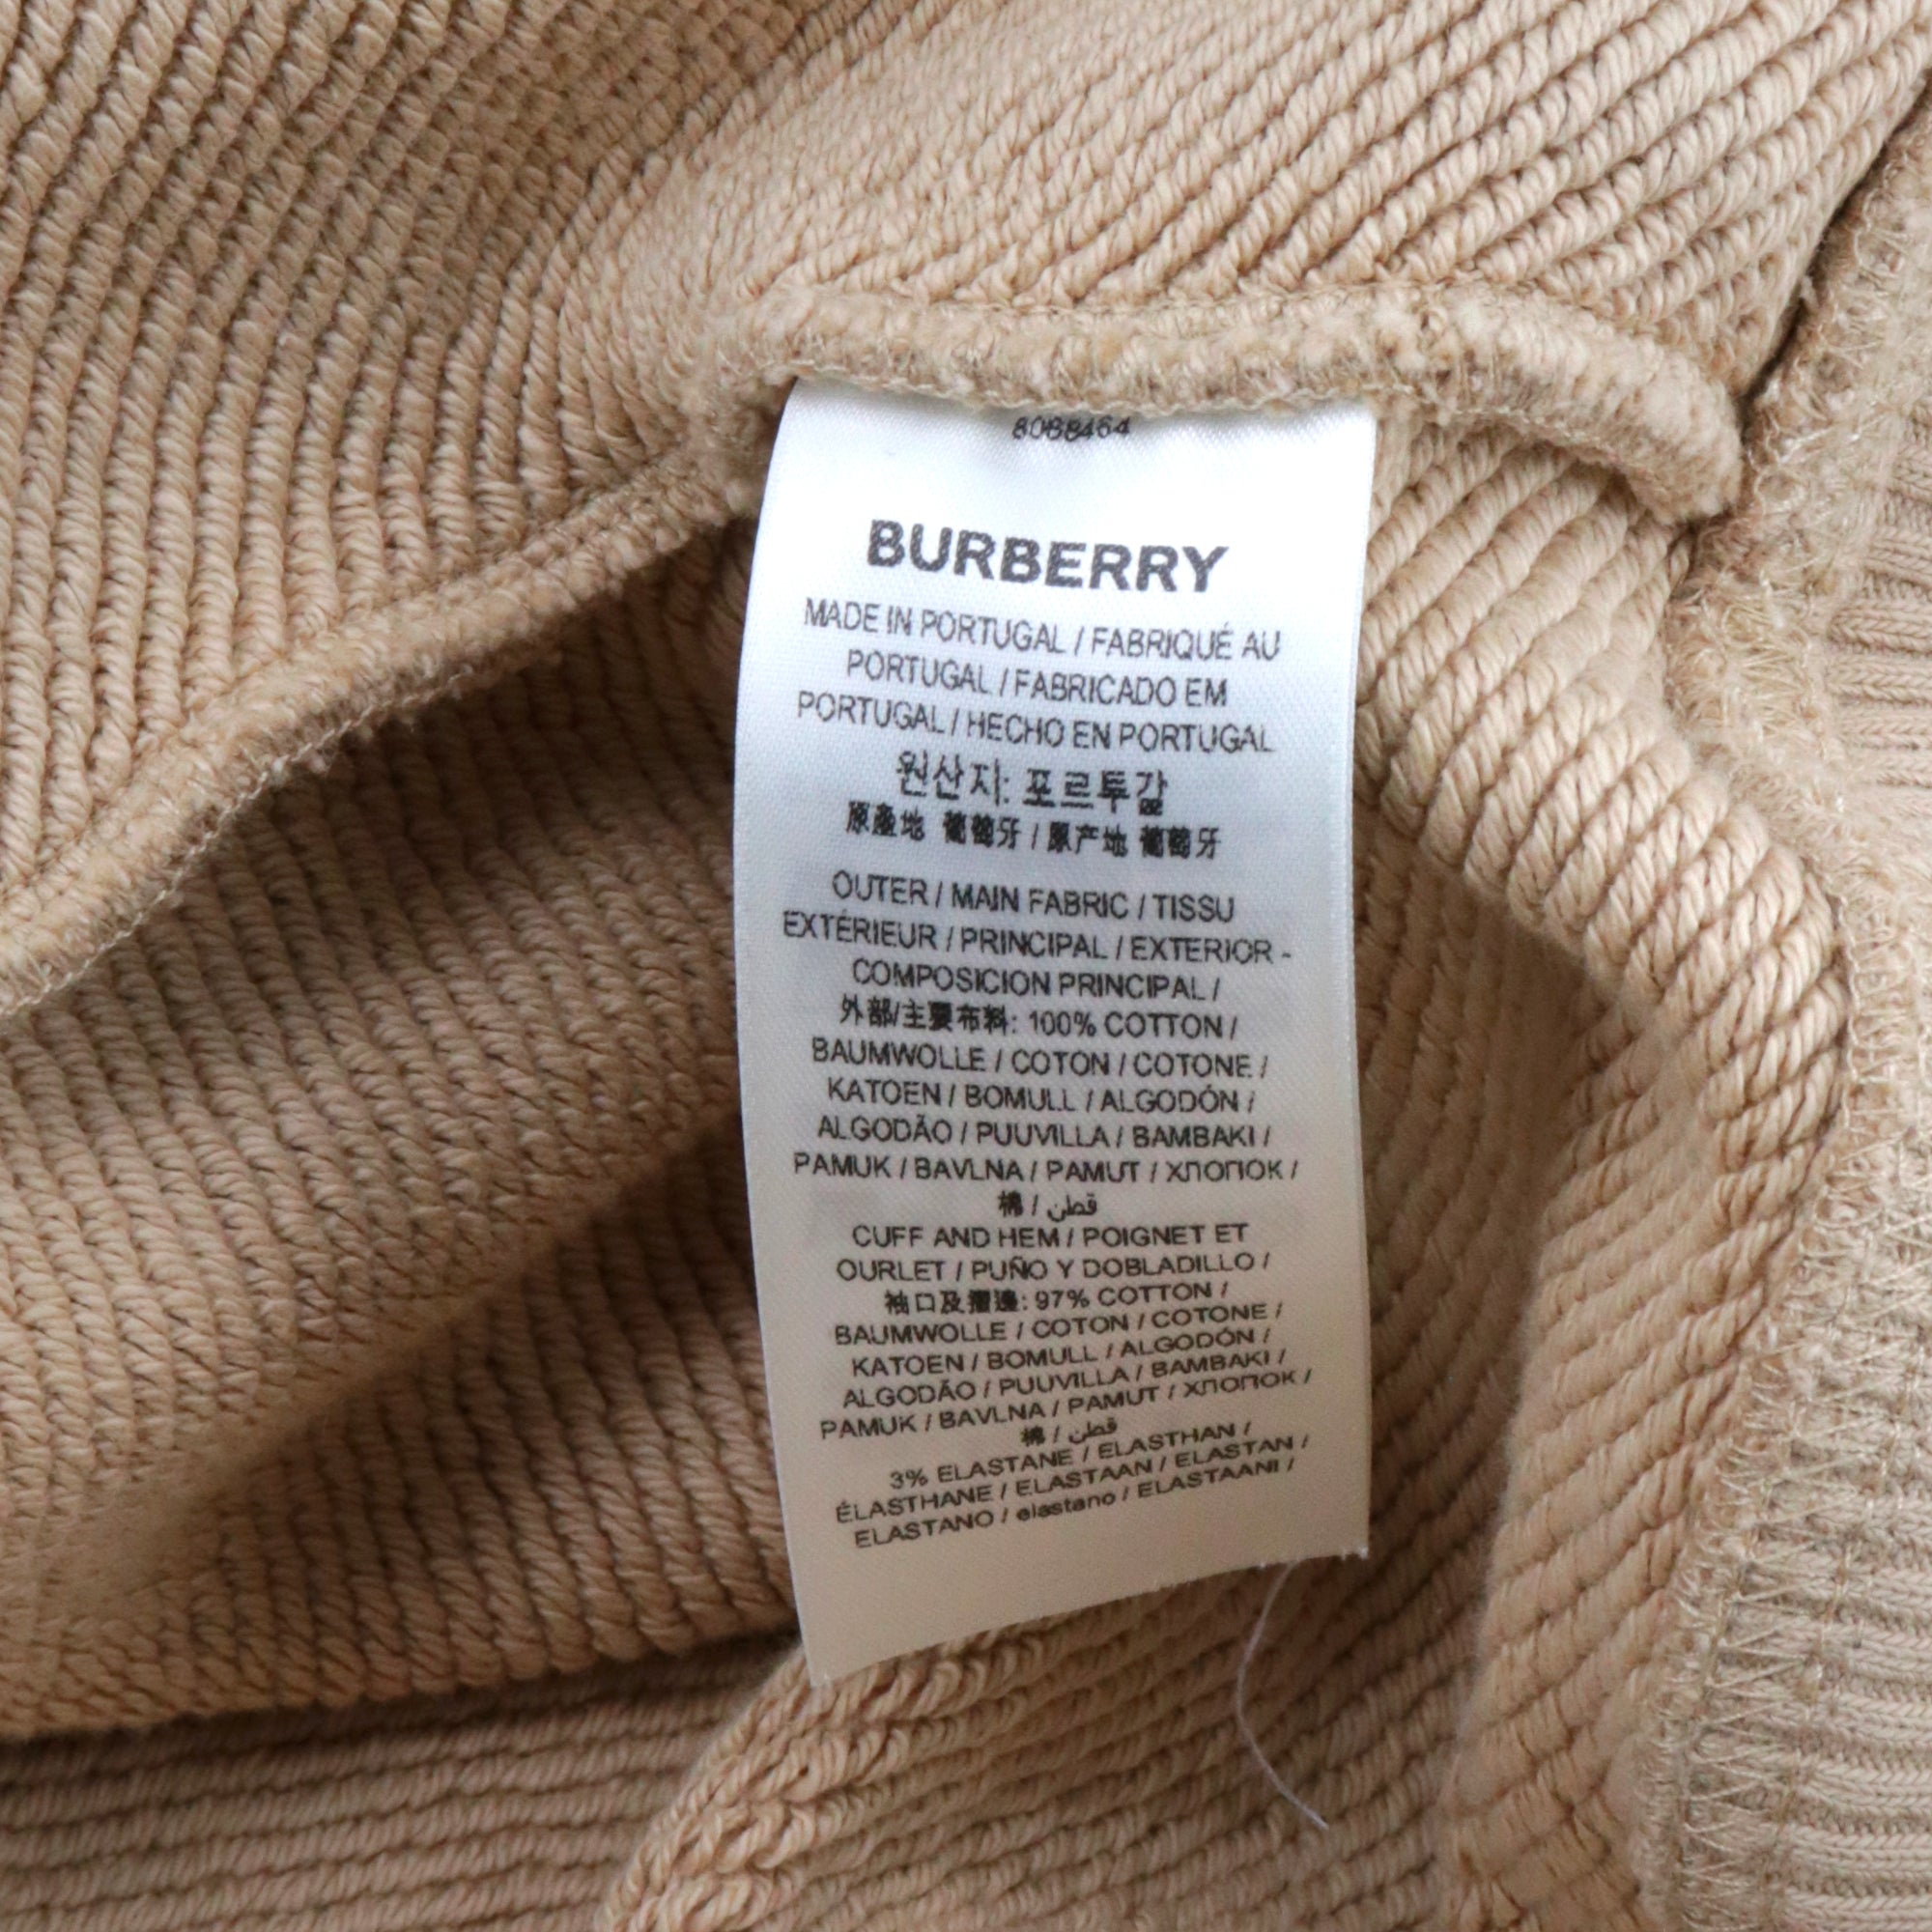 8068464
BURBERRY
MADE IN PORTUGAL / FABRIQUÉ AU
PORTUGAL / FABRICADO EM
PORTUGAL / HECHO EN PORTUGAL
원산지: 포르투갈
原產地 葡萄牙 / 原产地 葡萄牙
OUTER / MAIN FABRIC / TISSU
EXTÉRIEUR / PRINCIPAL / EXTERIOR -
COMPOSICION PRINCIPAL /
外部/主要布料: 100% COTTON /
BAUMWOLLE / COTON / COTONE /
KATOEN / BOMULL / ALGODÓN /
ALGODÃO / PUUVILLA / BAMBAKI /
PAMUK / BAVLNA / PAMUT / ХЛОПОК /
棉 / قطن
CUFF AND HEM / POIGNET ET
OURLET / PUÑO Y DOBLADILLO /
袖口及摺邊: 97% COTTON /
BAUMWOLLE / COTON / COTONE /
KATOEN / BOMULL / ALGODÓN /
ALGODÃO / PUUVILLA / BAMBAKI /
PAMUK / BAVLNA / PAMUT / ХЛОПОК /
棉 / قطن
3% ELASTANE / ELASTHAN /
ÉLASTHANE / ELASTAAN / ELASTAN /
ELASTANO / elastano / ELASTAANI /